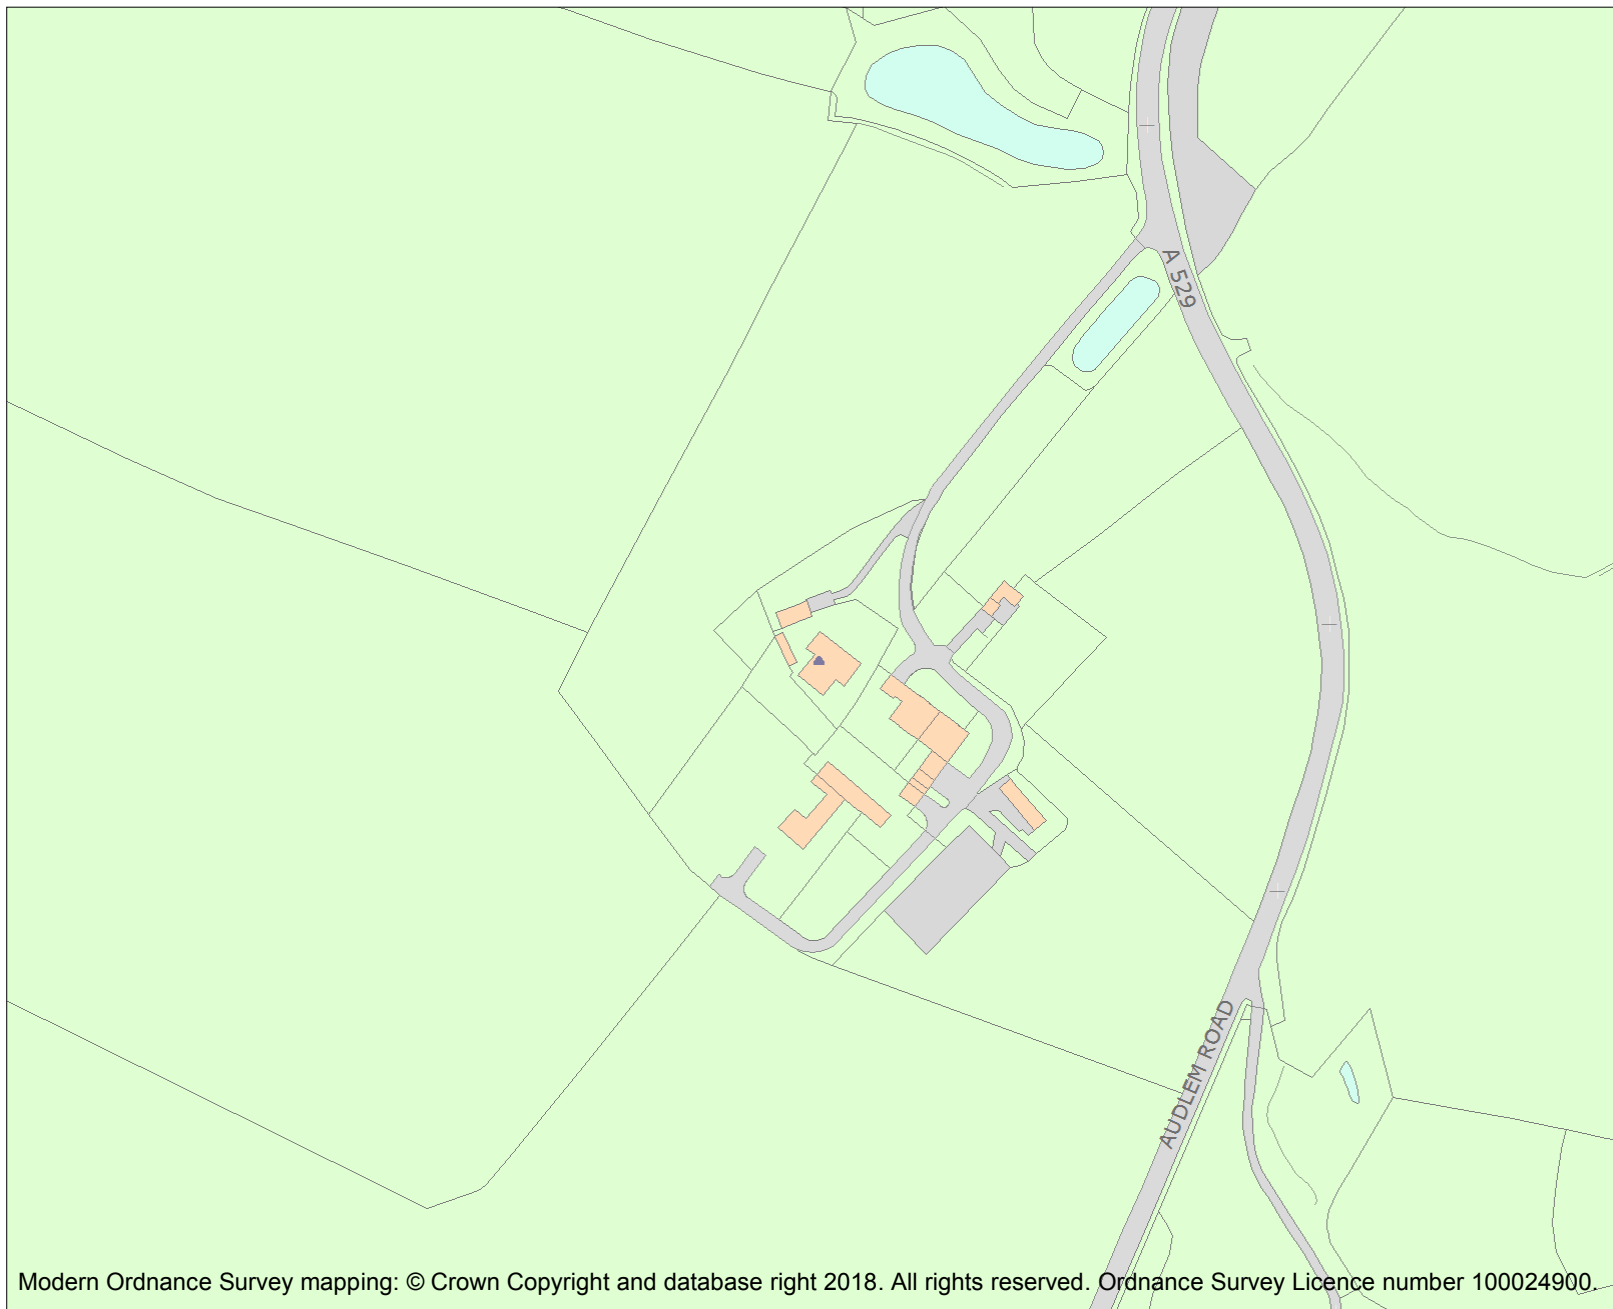 A 529
AUDLEM ROAD
Modern Ordnance Survey mapping: © Crown Copyright and database right 2018. All rights reserved. Ordnance Survey Licence number 100024900.